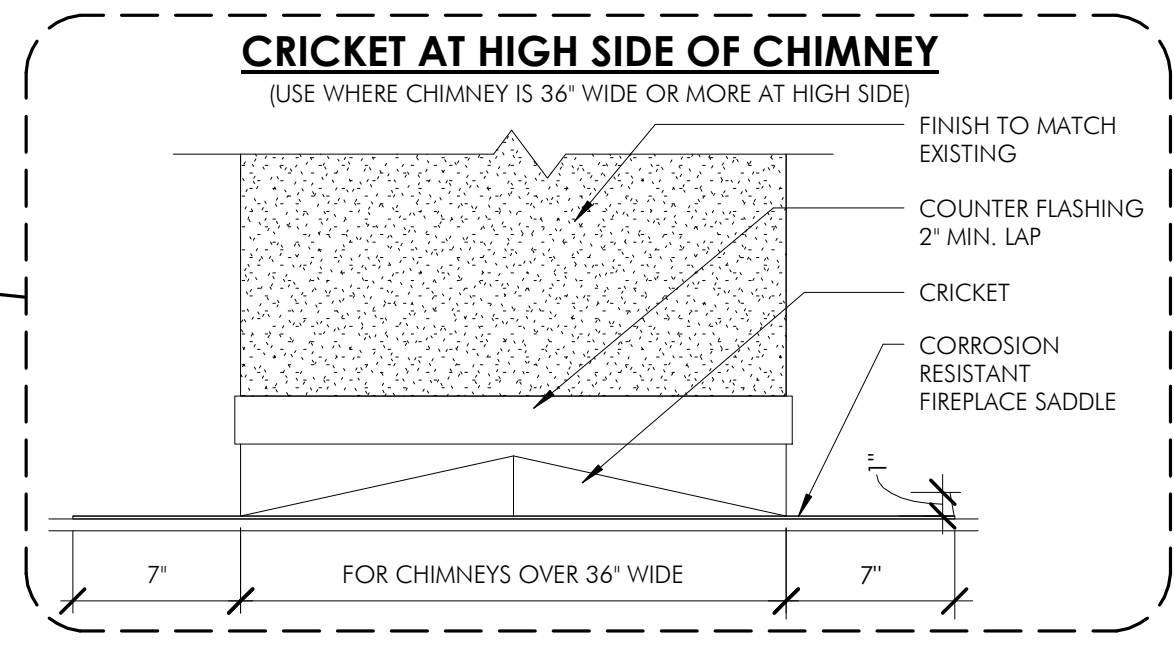 CRICKET AT HIGH SIDE OF CHIMNEY
(USE WHERE CHIMNEY IS 36" WIDE OR MORE AT HIGH SIDE)
FINISH TO MATCH
EXISTING
COUNTER FLASHING
2" MIN. LAP
CRICKET
CORROSION
RESISTANT
FIREPLACE SADDLE
1"
7"
FOR CHIMNEYS OVER 36" WIDE
7"